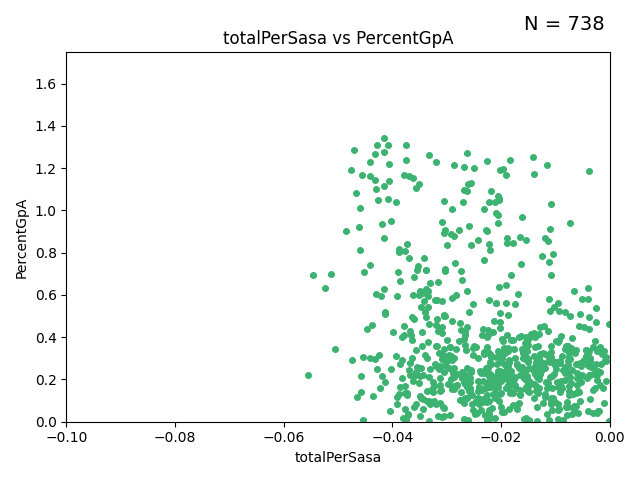 N = 738
totalPerSasa vs PercentGpA
PercentGpA
1.6
1.4
1.2
1.0
0.8
0.6
0.4
0.2
0.0
−0.10 −0.08 −0.06 −0.04 −0.02 0.00
totalPerSasa